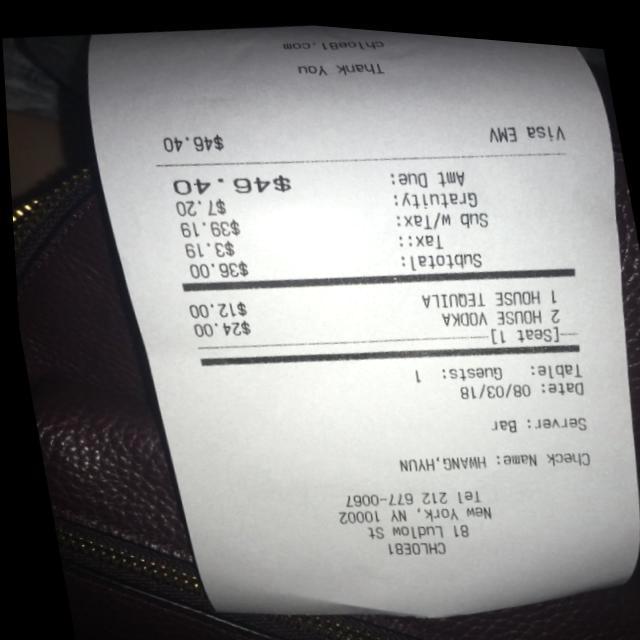 CHLOE81
81 Ludlow St
New York, NY 10002
Tel 212 677-0067
Check Name: HWANG,HYUN
Server: Bar
Date: 08/03/18
Table: Guests: 1
[Seat 1]
2 HOUSE VODKA $24.00
1 HOUSE TEQUILA $12.00
Subtotal: $36.00
Tax:: $3.19
Sub w/Tax: $39.19
Gratuity: $7.20
Amt Due: $46.40
Visa EMV $46.40
Thank You
chloe81.com